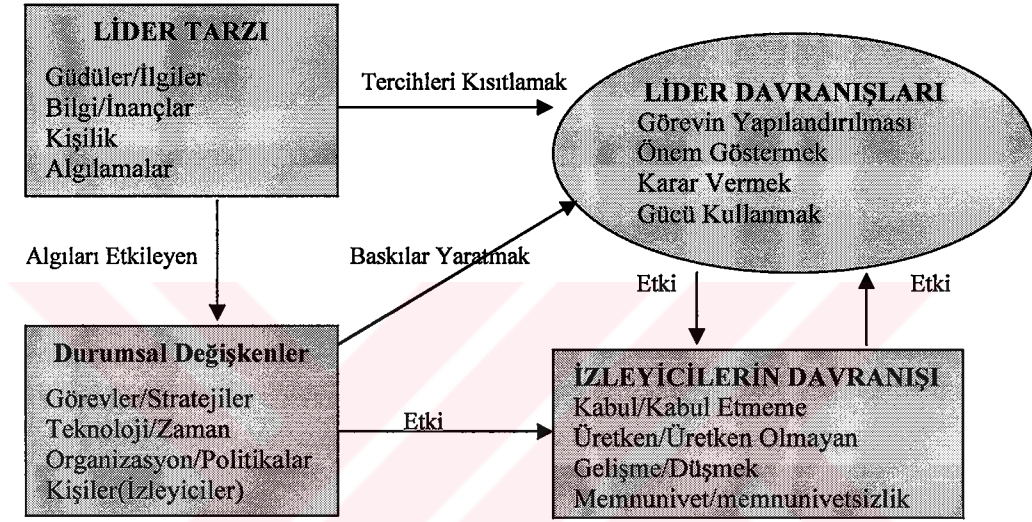 LİDER TARZI
Güdüler/İlgiler
Bilgi/İnançlar
Kişilik
Algılamalar
Tercihleri Kısıtlamak
LİDER DAVRANIŞLARI
Görevin Yapılandırılması
Önem Göstermek
Karar Vermek
Gücü Kullanmak
Algıları Etkileyen
Baskılar Yaratmak
Etki
Etki
Durumsal Değişkenler
Görevler/Stratejiler
Teknoloji/Zaman
Organizasyon/Politikalar
Kişiler(İzleyiciler)
Etki
İZLEYİCİLERİN DAVRANIŞI
Kabul/Kabul Etmeme
Üretken/Üretken Olmayan
Gelişme/Düşmek
Memnunivet/memnunivetsizlik